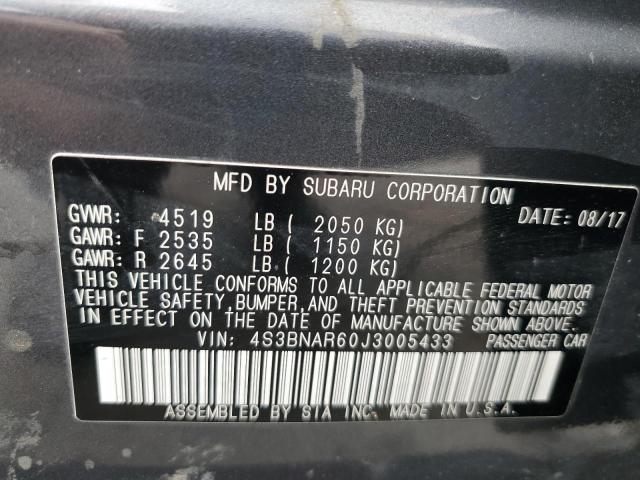 MFD BY SUBARU CORPORATION
GVWR: 4519 LB ( 2050 KG) DATE: 08/17
GAWR: F 2535 LB ( 1150 KG)
GAWR: R 2645 LB ( 1200 KG)
THIS VEHICLE CONFORMS TO ALL APPLICABLE FEDERAL MOTOR
VEHICLE SAFETY, BUMPER, AND THEFT PREVENTION STANDARDS
IN EFFECT ON THE DATE OF MANUFACTURE SHOWN ABOVE.
VIN: 4S3BNAR60J3005433 PASSENGER CAR
ASSEMBLED BY SIA INC. MADE IN U.S.A.